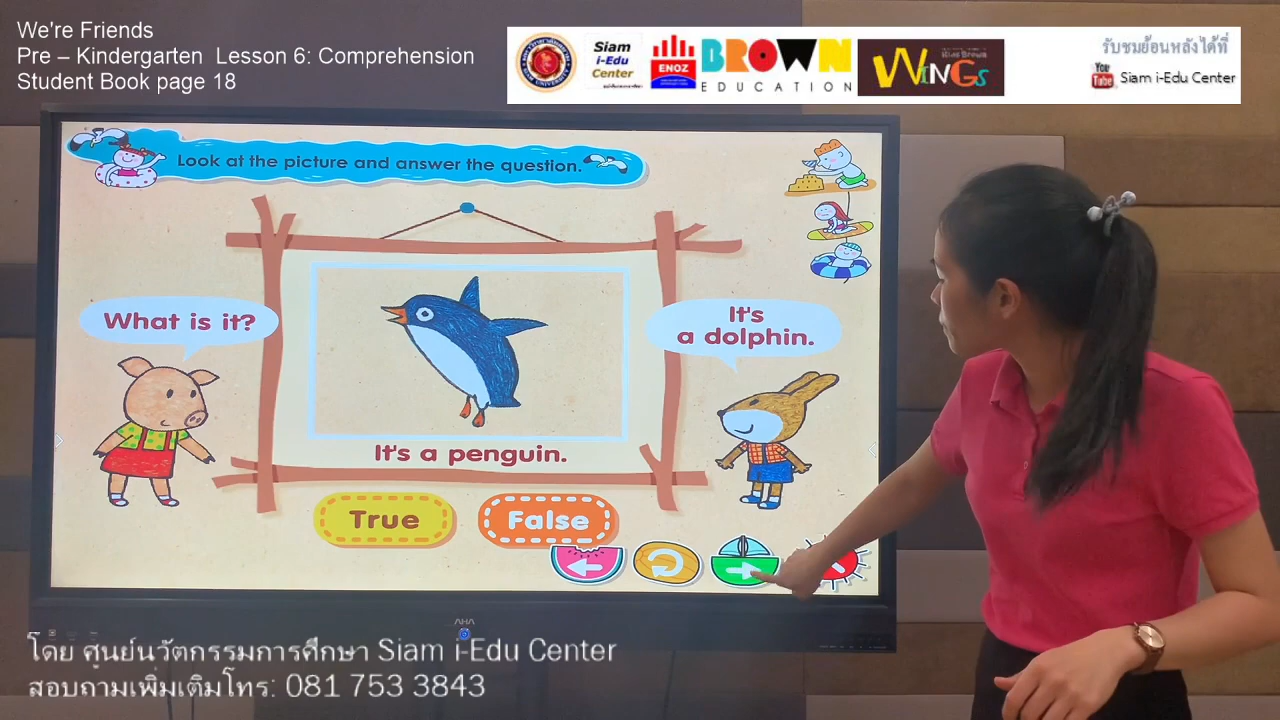 We're Friends
Pre – Kindergarten Lesson 6: Comprehension
Student Book page 18
Siam
i-Edu
Center
ENOZ
BROWN
EDUCATION
WiNGs
รับชมย้อนหลังได้ที่
You
Tube
Siam i-Edu Center
Look at the picture and answer the question.
What is it?
It's
a dolphin.
It's a penguin.
True
False
AHA
โดย ศูนย์นวัตกรรมการศึกษา Siam i-Edu Center
สอบถามเพิ่มเติมโทร: 081 753 3843